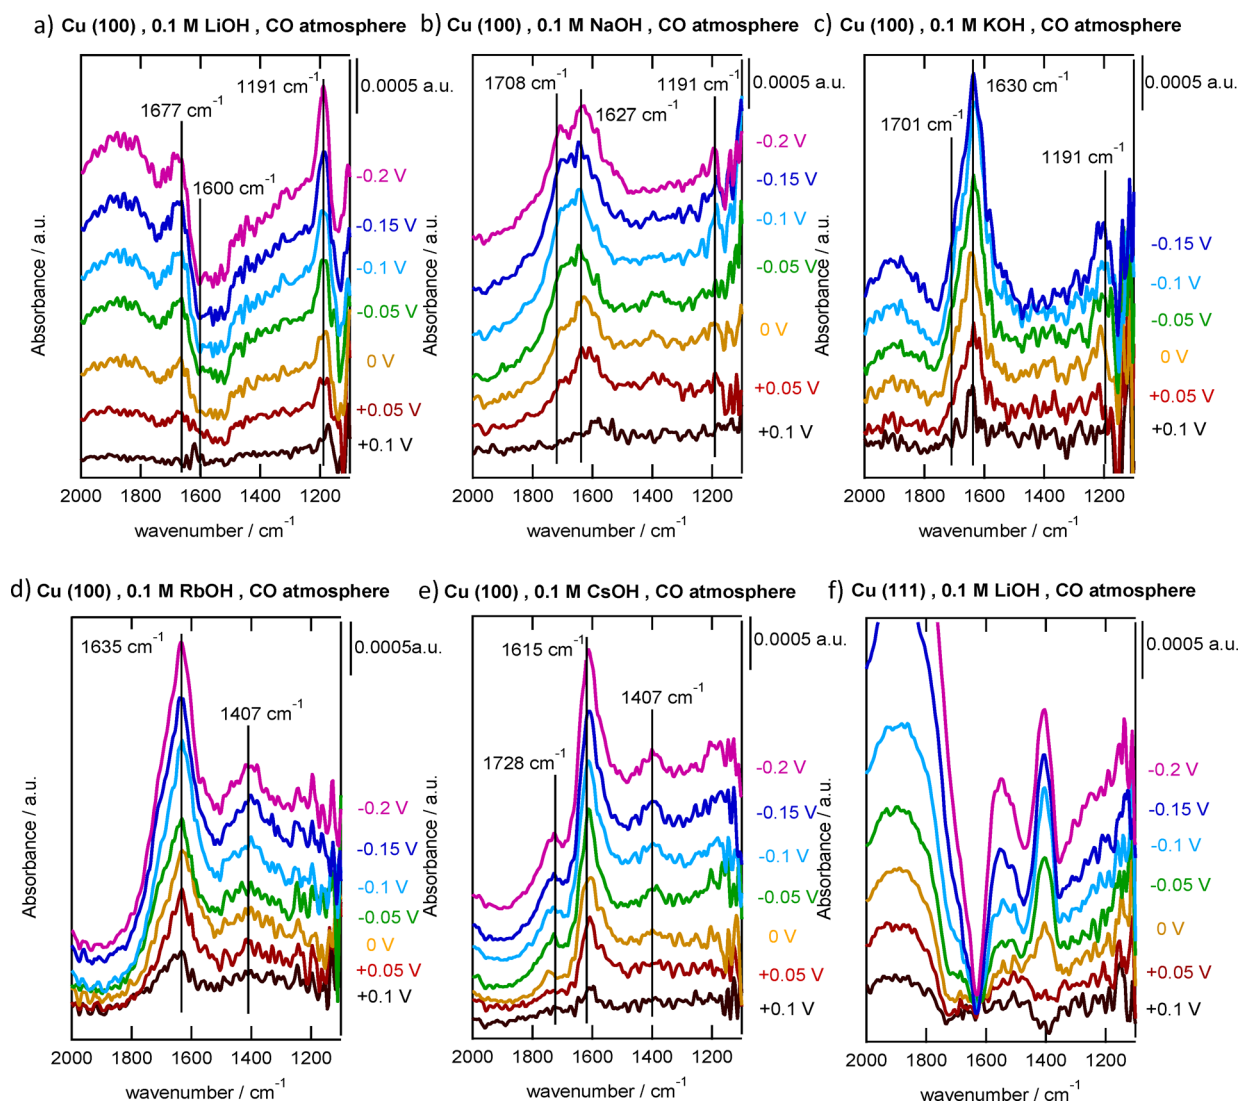 a) Cu (100) , 0.1 M LiOH , CO atmosphere
1191 cm⁻¹
0.0005 a.u.
1677 cm⁻¹
1600 cm⁻¹
-0.2 V
-0.15 V
-0.1 V
-0.05 V
0 V
+0.05 V
+0.1 V
Absorbance / a.u.
2000 1800 1600 1400 1200
wavenumber / cm⁻¹
b) Cu (100) , 0.1 M NaOH , CO atmosphere
0.0005 a.u.
1708 cm⁻¹
1191 cm⁻¹
1627 cm⁻¹
-0.2 V
-0.15 V
-0.1 V
-0.05 V
0 V
+0.05 V
+0.1 V
Absorbance / a.u.
2000 1800 1600 1400 1200
wavenumber / cm⁻¹
c) Cu (100) , 0.1 M KOH , CO atmosphere
0.0005 a.u.
1630 cm⁻¹
1701 cm⁻¹
1191 cm⁻¹
-0.15 V
-0.1 V
-0.05 V
0 V
+0.05 V
+0.1 V
Absorbance / a.u.
2000 1800 1600 1400 1200
wavenumber / cm⁻¹
d) Cu (100) , 0.1 M RbOH , CO atmosphere
1635 cm⁻¹
0.0005a.u.
1407 cm⁻¹
-0.2 V
-0.15 V
-0.1 V
-0.05 V
0 V
+0.05 V
+0.1 V
Absorbance / a.u.
2000 1800 1600 1400 1200
wavenumber / cm⁻¹
e) Cu (100) , 0.1 M CsOH , CO atmosphere
1615 cm⁻¹
0.0005 a.u.
1407 cm⁻¹
1728 cm⁻¹
-0.2 V
-0.15 V
-0.1 V
-0.05 V
0 V
+0.05 V
+0.1 V
Absorbance / a.u.
2000 1800 1600 1400 1200
wavenumber / cm⁻¹
f) Cu (111) , 0.1 M LiOH , CO atmosphere
0.0005 a.u.
-0.2 V
-0.15 V
-0.1 V
-0.05 V
0 V
+0.05 V
+0.1 V
Absorbance / a.u.
2000 1800 1600 1400 1200
wavenumber / cm⁻¹